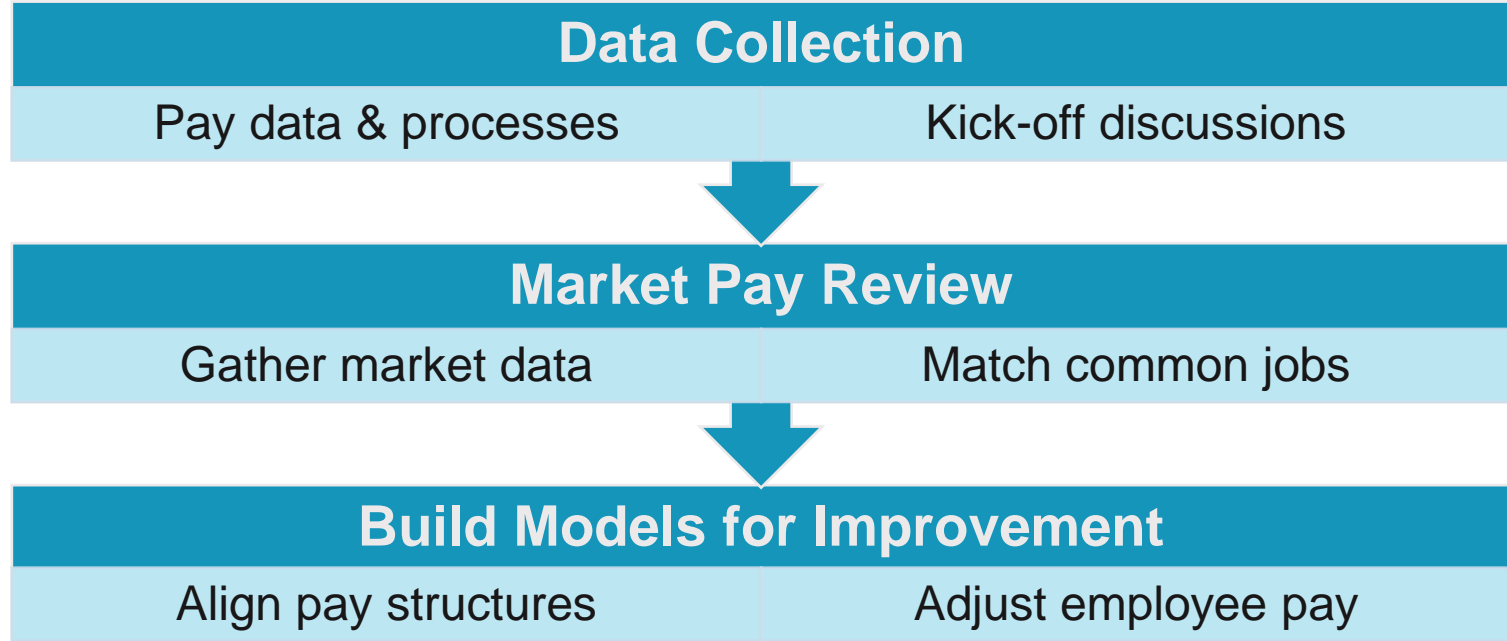 Data Collection
Pay data & processes
Kick-off discussions
Market Pay Review
Gather market data
Match common jobs
Build Models for Improvement
Align pay structures
Adjust employee pay